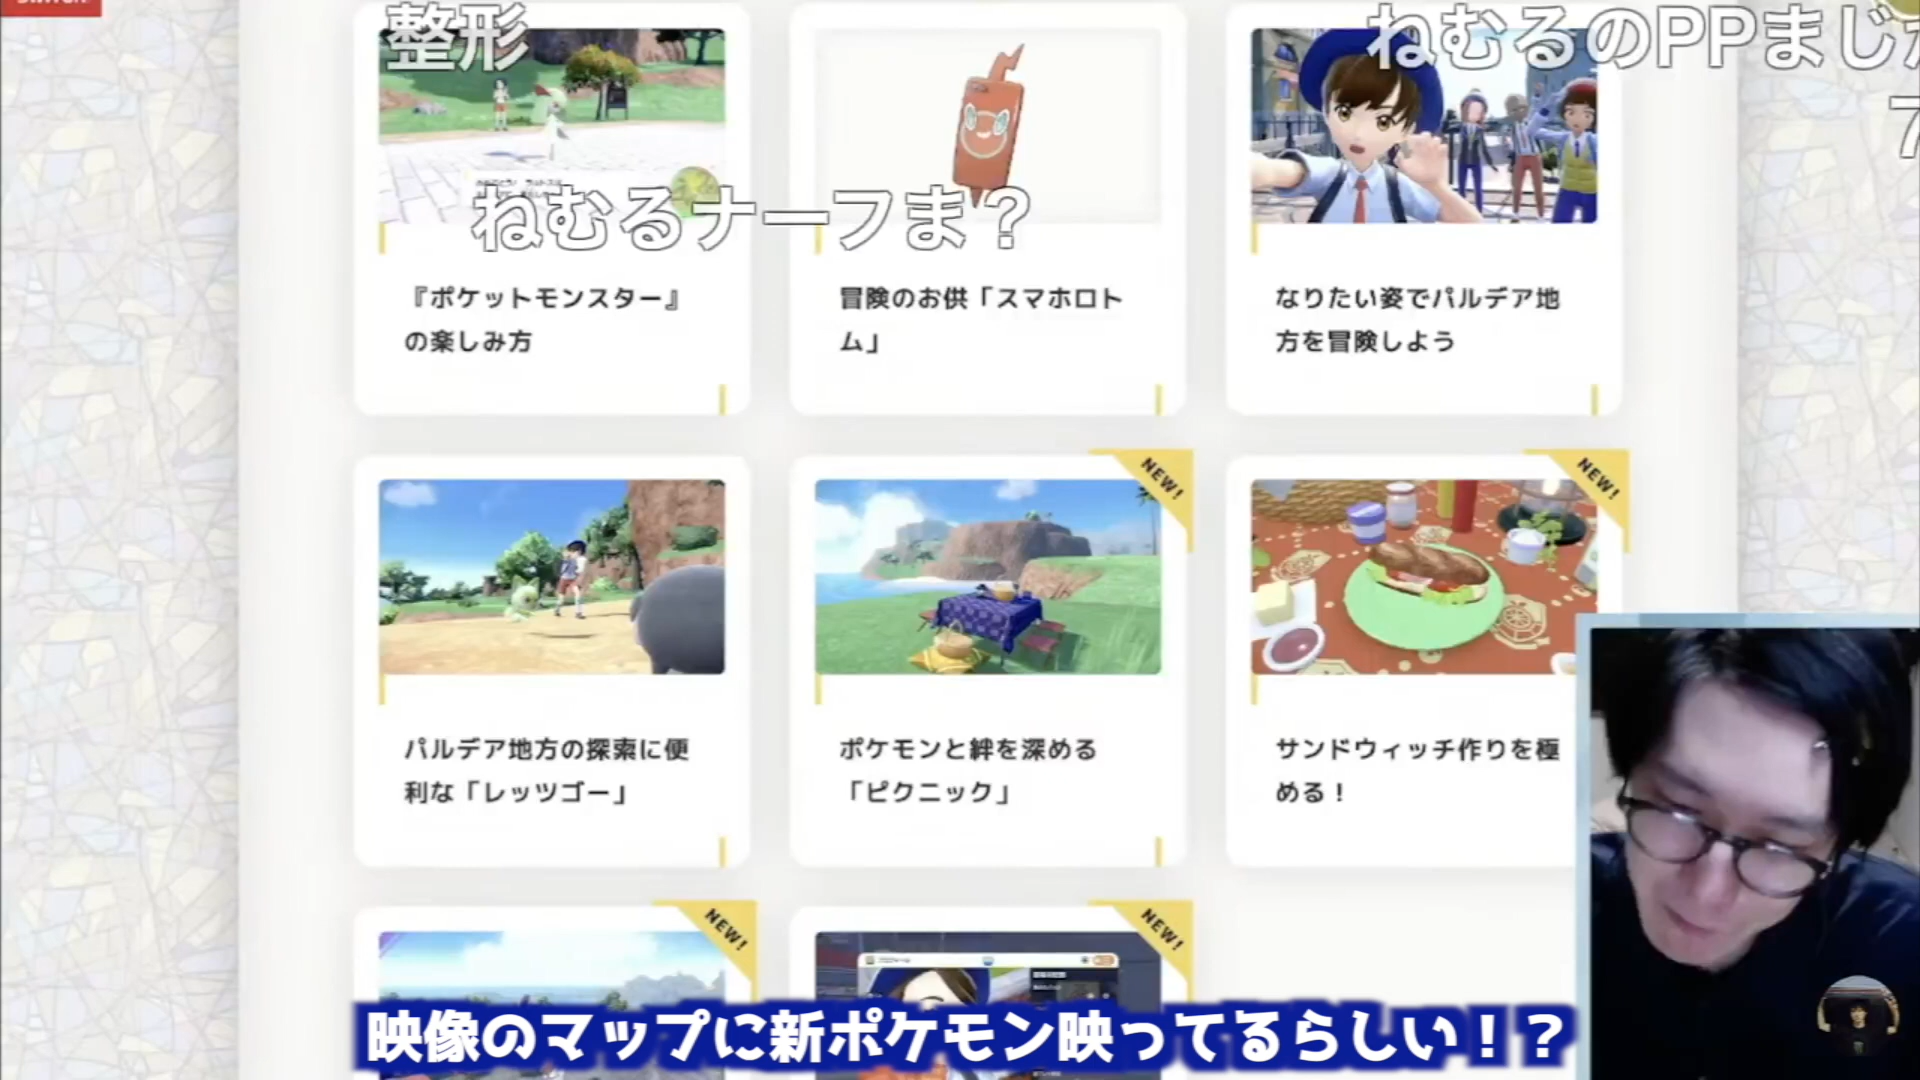 整形
ねむるのPPまじ
7
ねむるナーフま？
『ポケットモンスター』
の楽しみ方
冒険のお供「スマホロト
ム」
なりたい姿でパルデア地
方を冒険しよう
NEW!
NEW!
パルデア地方の探索に便
利な「レッツゴー」
ポケモンと絆を深める
「ピクニック」
サンドウィッチ作りを極
める！
NEW!
NEW!
映像のマップに新ポケモン映ってるらしい！？